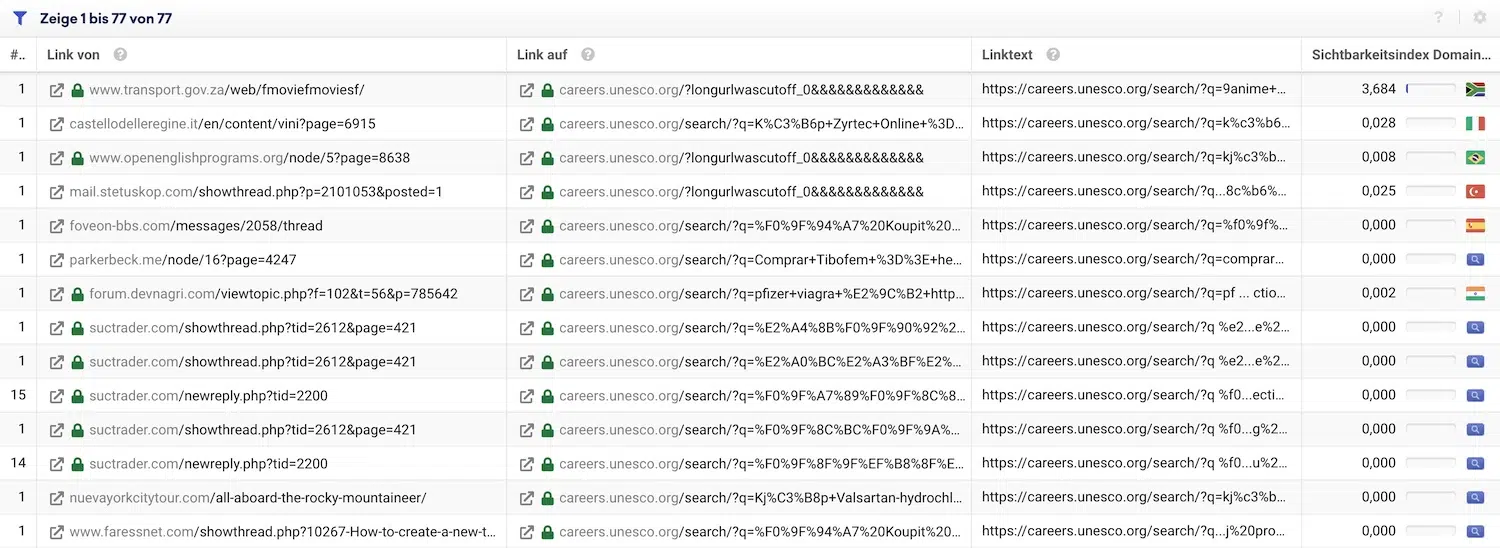 Zeige 1 bis 77 von 77
#.. Link von Link auf Linktext Sichtbarkeitsindex Domain...
1 www.transport.gov.za/web/fmoviefmoviesf/ careers.unesco.org/?longurlwascutoff_0&&&&&&&&&&&&& https://careers.unesco.org/search/?q=9anime+... 3,684
1 castellodelleregine.it/en/content/vini?page=6915 careers.unesco.org/search/?q=K%C3%B6p+Zyrtec+Online+%3D... https://careers.unesco.org/search/?q=k%c3%b6... 0,028
1 www.openenglishprograms.org/node/5?page=8638 careers.unesco.org/?longurlwascutoff_0&&&&&&&&&&&&& https://careers.unesco.org/search/?q=kj%c3%b... 0,008
1 mail.stetuskop.com/showthread.php?p=2101053&posted=1 careers.unesco.org/?longurlwascutoff_0&&&&&&&&&&&&& https://careers.unesco.org/search/?q...8c%b6%... 0,025
1 foveon-bbs.com/messages/2058/thread careers.unesco.org/search/?q=%F0%9F%94%A7%20Koupit%20... https://careers.unesco.org/search/?q=%f0%9f%... 0,000
1 parkerbeck.me/node/16?page=4247 careers.unesco.org/search/?q=Comprar+Tibofem+%3D%3E+he... https://careers.unesco.org/search/?q=comprar... 0,000
1 forum.devnagri.com/viewtopic.php?f=102&t=56&p=785642 careers.unesco.org/search/?q=pfizer+viagra+%E2%9C%B2+http... https://careers.unesco.org/search/?q=pf ... ctio... 0,002
1 suctrader.com/showthread.php?tid=2612&page=421 careers.unesco.org/search/?q=%E2%A4%8B%F0%9F%90%92%2... https://careers.unesco.org/search/?q %e2...e%2... 0,000
1 suctrader.com/showthread.php?tid=2612&page=421 careers.unesco.org/search/?q=%E2%A0%BC%E2%A3%BF%E2%... https://careers.unesco.org/search/?q %e2...e%2... 0,000
15 suctrader.com/newreply.php?tid=2200 careers.unesco.org/search/?q=%F0%9F%A7%89%F0%9F%8C%8... https://careers.unesco.org/search/?q %f0...ecti... 0,000
1 suctrader.com/showthread.php?tid=2612&page=421 careers.unesco.org/search/?q=%F0%9F%8C%BC%F0%9F%9A%... https://careers.unesco.org/search/?q %f0...g%2... 0,000
14 suctrader.com/newreply.php?tid=2200 careers.unesco.org/search/?q=%F0%9F%8F%9F%EF%B8%8F%E... https://careers.unesco.org/search/?q %f0...u%2... 0,000
1 nuevayorkcitytour.com/all-aboard-the-rocky-mountaineer/ careers.unesco.org/search/?q=Kj%C3%B8p+Valsartan-hydrochl... https://careers.unesco.org/search/?q=kj%c3%b... 0,000
1 www.faressnet.com/showthread.php?10267-How-to-create-a-new-t... careers.unesco.org/search/?q=%F0%9F%94%A7%20Koupit%20... https://careers.unesco.org/search/?q...j%20pro... 0,000